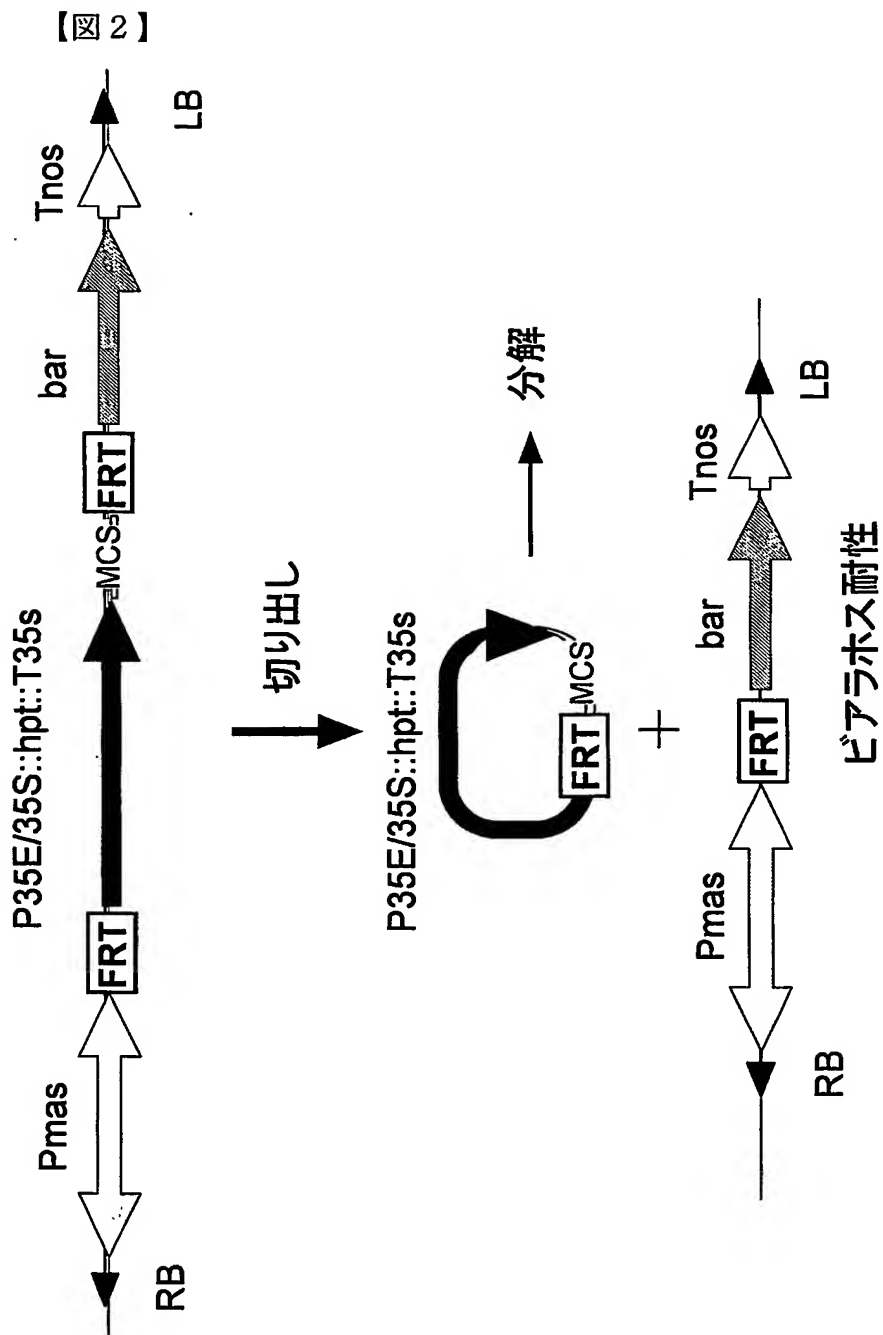 【図2】
P35E/35S::hpt::T35s
Pmas
bar
Tnos
FRT
MCS
FRT
RB
LB
切り出し
P35E/35S::hpt::T35s
FRT
MCS
分解
+
Pmas
bar
Tnos
FRT
RB
LB
ビアラホス耐性